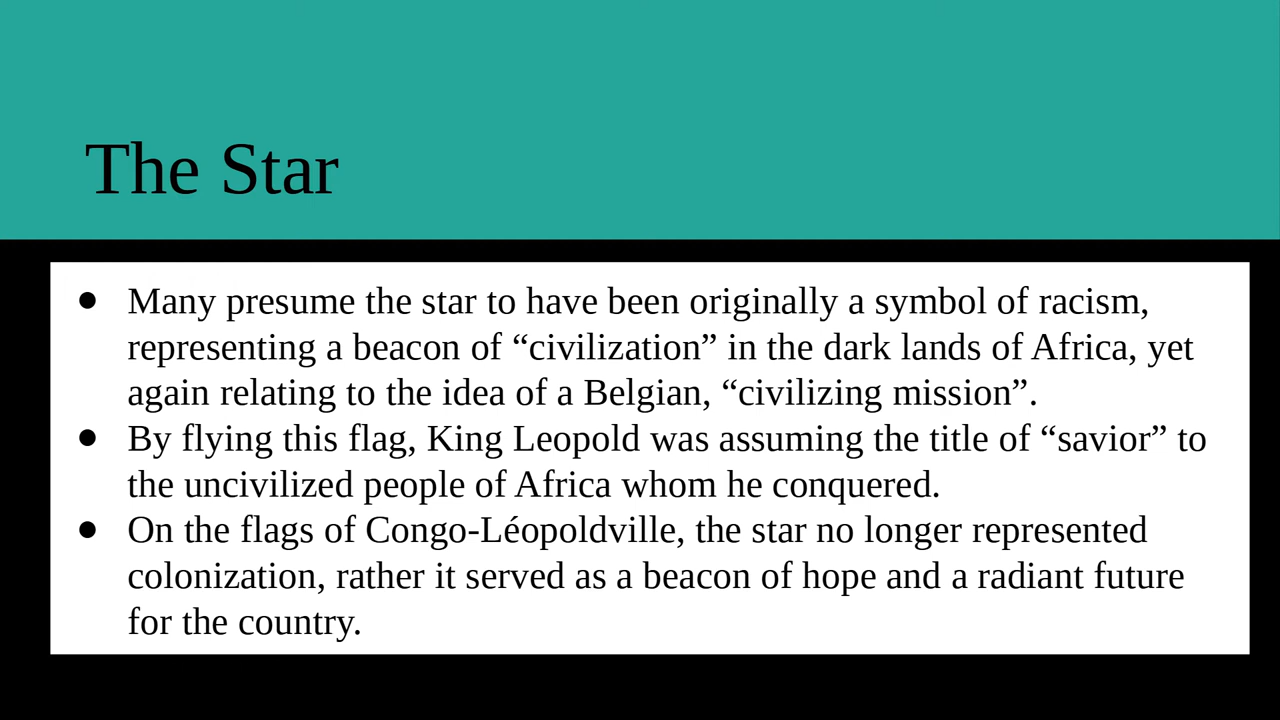 The Star
● Many presume the star to have been originally a symbol of racism,
representing a beacon of “civilization” in the dark lands of Africa, yet
again relating to the idea of a Belgian, “civilizing mission”.
● By flying this flag, King Leopold was assuming the title of “savior” to
the uncivilized people of Africa whom he conquered.
● On the flags of Congo-Léopoldville, the star no longer represented
colonization, rather it served as a beacon of hope and a radiant future
for the country.